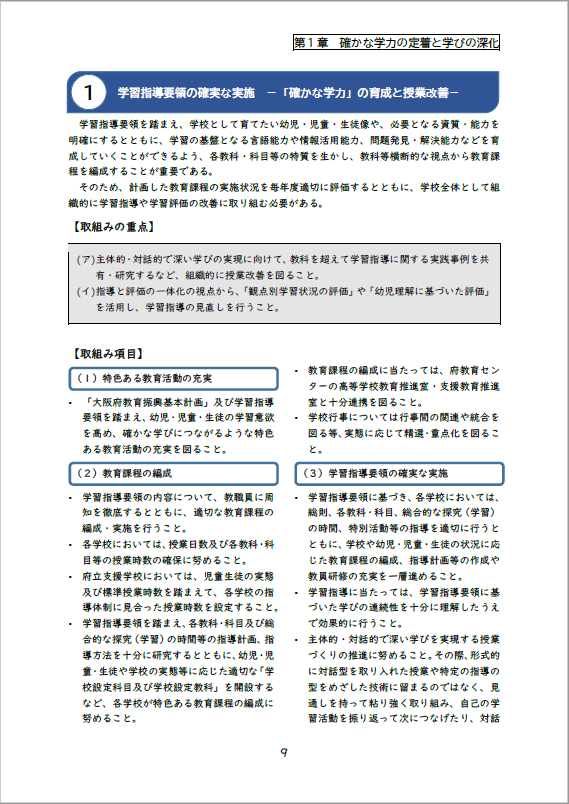 第1章　確かな学力の定着と学びの深化
1　学習指導要領の確実な実施　－「確かな学力」の育成と授業改善－
学習指導要領を踏まえ、学校として育てたい幼児・児童・生徒像や、必要となる資質・能力を
明確にするとともに、学習の基盤となる言語能力や情報活用能力、問題発見・解決能力などを育
成していくことができるよう、各教科・科目等の特質を生かし、教科等横断的な視点から教育課
程を編成することが重要である。
そのため、計画した教育課程の実施状況を毎年度適切に評価するとともに、学校全体として組
織的に学習指導や学習評価の改善に取り組む必要がある。
【取組みの重点】
(ア)主体的・対話的で深い学びの実現に向けて、教科を超えて学習指導に関する実践事例を共
有・研究するなど、組織的に授業改善を図ること。
(イ)指導と評価の一体化の視点から、「観点別学習状況の評価」や「幼児理解に基づいた評価」
を活用し、学習指導の見直しを行うこと。
【取組み項目】
（１）特色ある教育活動の充実
・ 「大阪府教育振興基本計画」及び学習指導
要領を踏まえ、幼児・児童・生徒の学習意欲
を高め、確かな学びにつながるような特色
ある教育活動の充実を図ること。
（２）教育課程の編成
・ 学習指導要領の内容について、教職員に周
知を徹底するとともに、適切な教育課程の
編成・実施を行うこと。
・ 各学校においては、授業日数及び各教科・科
目等の授業時数の確保に努めること。
・ 府立支援学校においては、児童生徒の実態
及び標準授業時数を踏まえて、各学校の指
導体制に見合った授業時数を設定すること。
・ 学習指導要領を踏まえ、各教科・科目及び総
合的な探究（学習）の時間等の指導計画、指
導方法を十分に研究するとともに、幼児・児
童・生徒や学校の実態等に応じた適切な「学
校設定科目及び学校設定教科」を開設する
など、各学校が特色ある教育課程の編成に
努めること。
・ 教育課程の編成に当たっては、府教育セン
ターの高等学校教育推進室・支援教育推進
室と十分連携を図ること。
・ 学校行事については行事間の関連や統合を
図る等、実態に応じて精選・重点化を図るこ
と。
（３）学習指導要領の確実な実施
・ 学習指導要領に基づき、各学校においては、
総則、各教科・科目、総合的な探究（学習）
の時間、特別活動等の指導を適切に行うと
ともに、学校や幼児・児童・生徒の状況に応
じた教育課程の編成、指導計画等の作成や
教員研修の充実を一層進めること。
・ 学習指導に当たっては、学習指導要領に基
づいた学びの連続性を十分に理解したうえ
で効果的に行うこと。
・ 主体的・対話的で深い学びを実現する授業
づくりの推進に努めること。その際、形式的
に対話型を取り入れた授業や特定の指導の
型をめざした技術に留まるのではなく、見
通しを持って粘り強く取り組み、自己の学
習活動を振り返って次につなげたり、対話
9